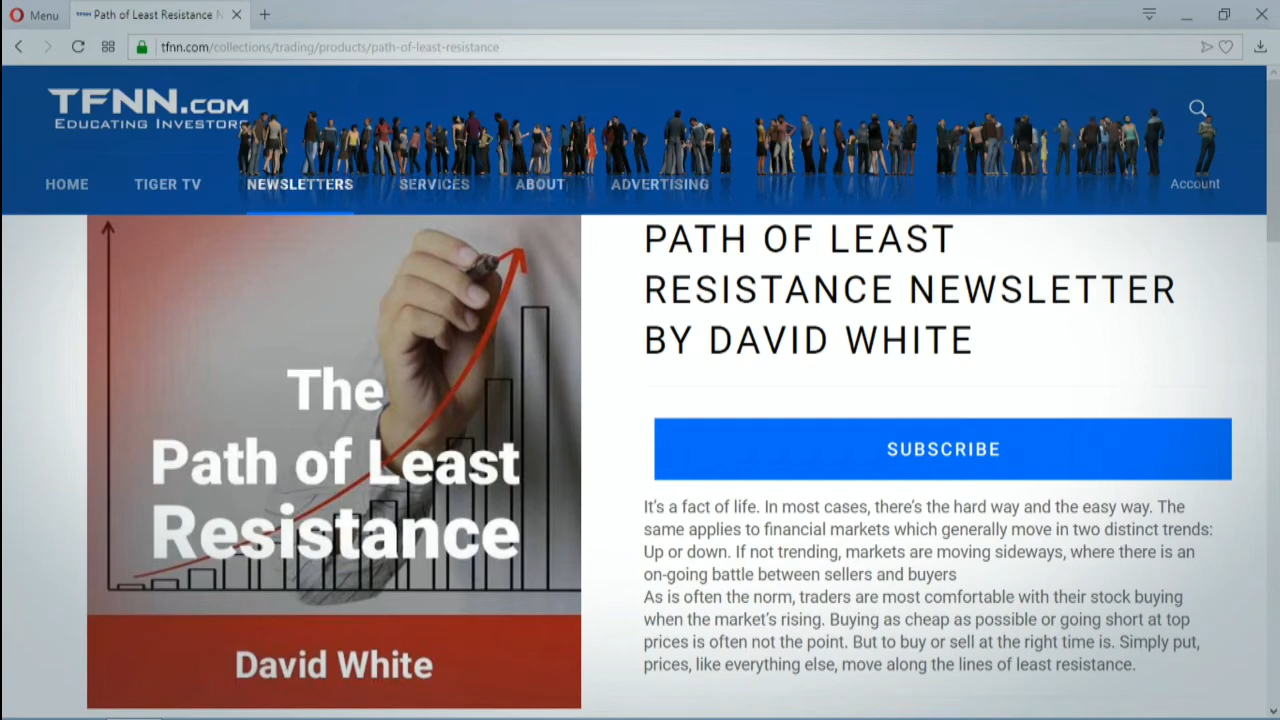 Menu
Path of Least Resistance N
tfnn.com/collections/trading/products/path-of-least-resistance
TFNN.COM
EDUCATING INVESTORS
HOME TIGER TV NEWSLETTERS SERVICES ABOUT ADVERTISING Account
The
Path of Least
Resistance
David White
PATH OF LEAST
RESISTANCE NEWSLETTER
BY DAVID WHITE
SUBSCRIBE
It's a fact of life. In most cases, there's the hard way and the easy way. The
same applies to financial markets which generally move in two distinct trends:
Up or down. If not trending, markets are moving sideways, where there is an
on-going battle between sellers and buyers
As is often the norm, traders are most comfortable with their stock buying
when the market's rising. Buying as cheap as possible or going short at top
prices is often not the point. But to buy or sell at the right time is. Simply put,
prices, like everything else, move along the lines of least resistance.